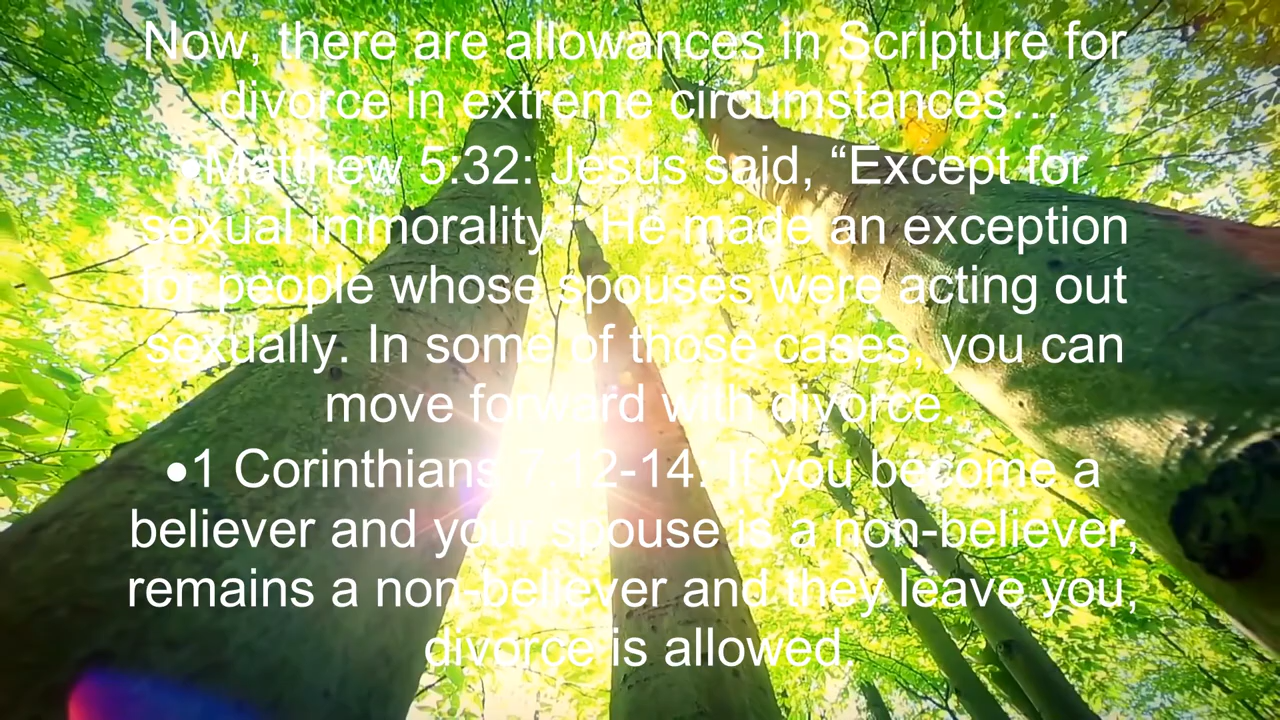 Now, there are allowances in Scripture for
divorce in extreme circumstances…
•Matthew 5:32: Jesus said, “Except for
sexual immorality.” He made an exception
for people whose spouses were acting out
sexually. In some of those cases, you can
move forward with divorce.
•1 Corinthians 7:12-14: If you become a
believer and your spouse is a non-believer,
remains a non-believer and they leave you,
divorce is allowed.